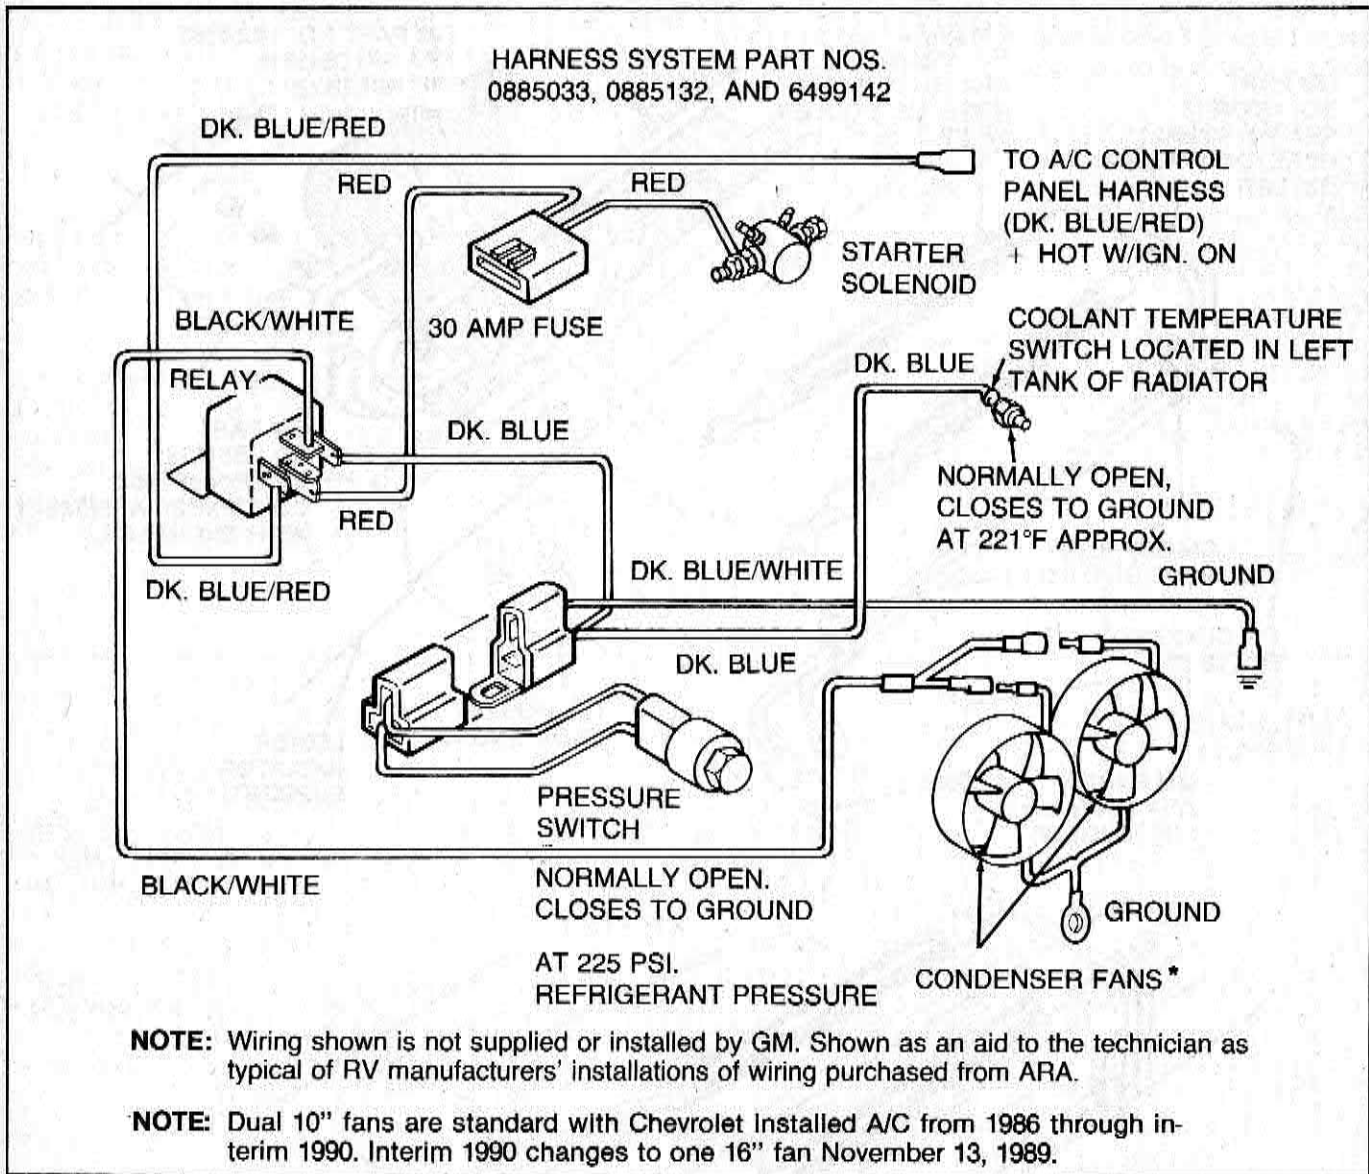 HARNESS SYSTEM PART NOS.
0885033, 0885132, AND 6499142
DK. BLUE/RED
RED
RED
TO A/C CONTROL
PANEL HARNESS
(DK. BLUE/RED)
+ HOT W/IGN. ON
STARTER
SOLENOID
30 AMP FUSE
BLACK/WHITE
RELAY
COOLANT TEMPERATURE
SWITCH LOCATED IN LEFT
TANK OF RADIATOR
DK. BLUE
DK. BLUE
NORMALLY OPEN,
CLOSES TO GROUND
AT 221°F APPROX.
RED
DK. BLUE/RED
DK. BLUE/WHITE
GROUND
DK. BLUE
PRESSURE
SWITCH
BLACK/WHITE
NORMALLY OPEN.
CLOSES TO GROUND
AT 225 PSI.
REFRIGERANT PRESSURE
GROUND
CONDENSER FANS*
NOTE: Wiring shown is not supplied or installed by GM. Shown as an aid to the technician as
typical of RV manufacturers' installations of wiring purchased from ARA.
NOTE: Dual 10" fans are standard with Chevrolet Installed A/C from 1986 through in-
terim 1990. Interim 1990 changes to one 16" fan November 13, 1989.